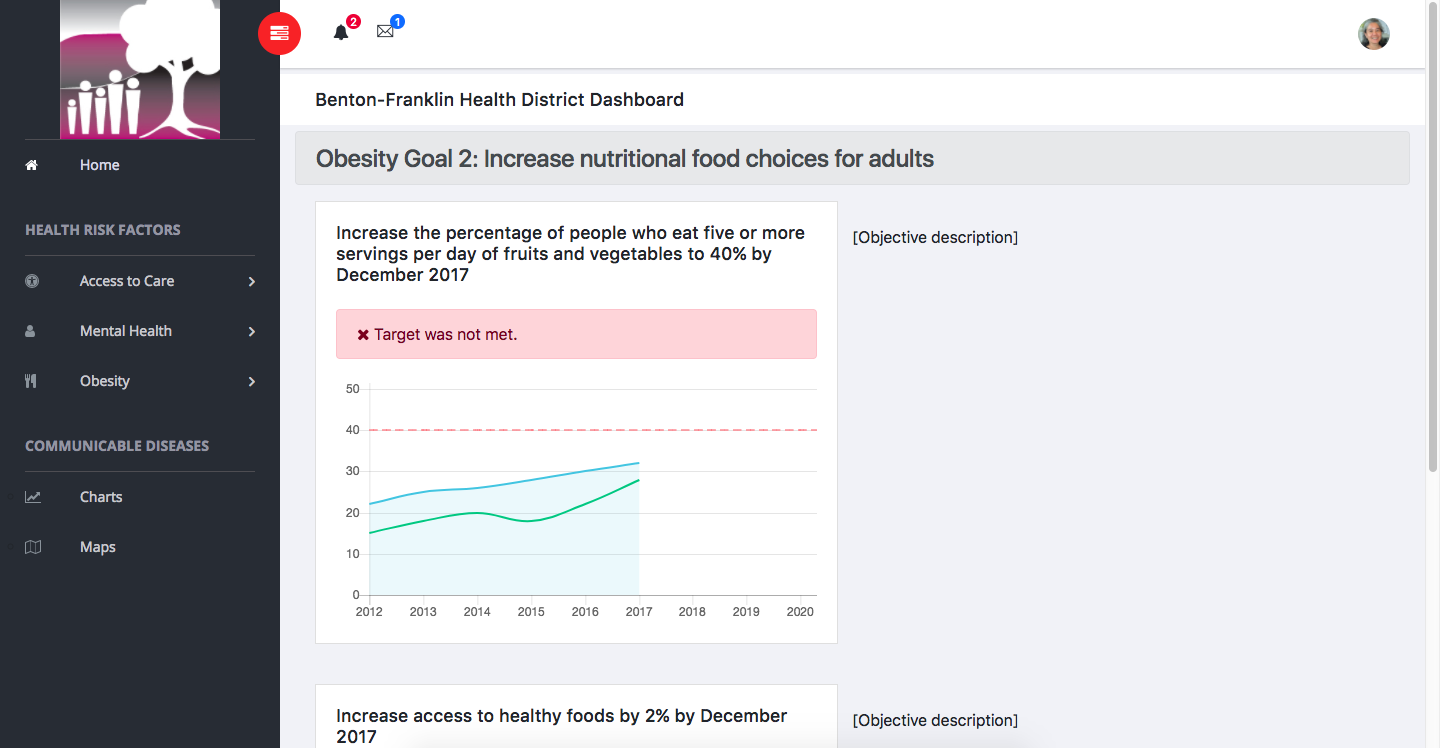 2
1
Benton-Franklin Health District Dashboard
Home
HEALTH RISK FACTORS
Access to Care
Mental Health
Obesity
COMMUNICABLE DISEASES
Charts
Maps
Obesity Goal 2: Increase nutritional food choices for adults
Increase the percentage of people who eat five or more
servings per day of fruits and vegetables to 40% by
December 2017
[Objective description]
Target was not met.
50
40
30
20
10
0
2012 2013 2014 2015 2016 2017 2018 2019 2020
Increase access to healthy foods by 2% by December
2017
[Objective description]